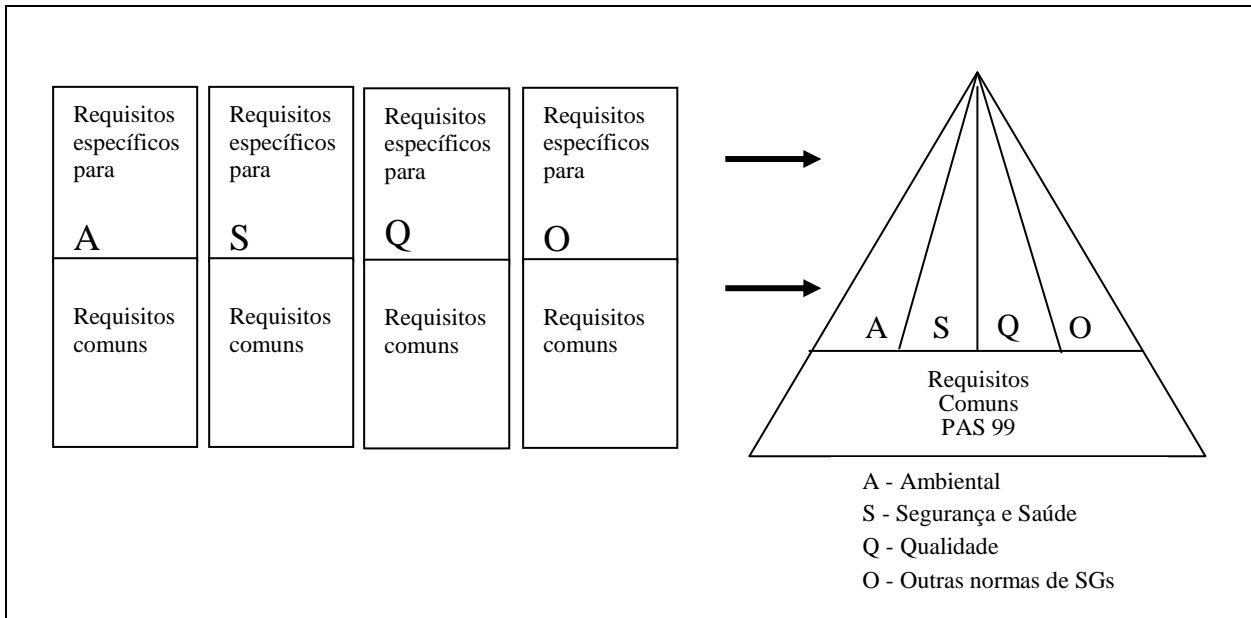 Requisitos
específicos
para
A
Requisitos
comuns
Requisitos
específicos
para
S
Requisitos
comuns
Requisitos
específicos
para
Q
Requisitos
comuns
Requisitos
específicos
para
O
Requisitos
comuns
A S Q O
Requisitos
Comuns
PAS 99
A - Ambiental
S - Segurança e Saúde
Q - Qualidade
O - Outras normas de SGs